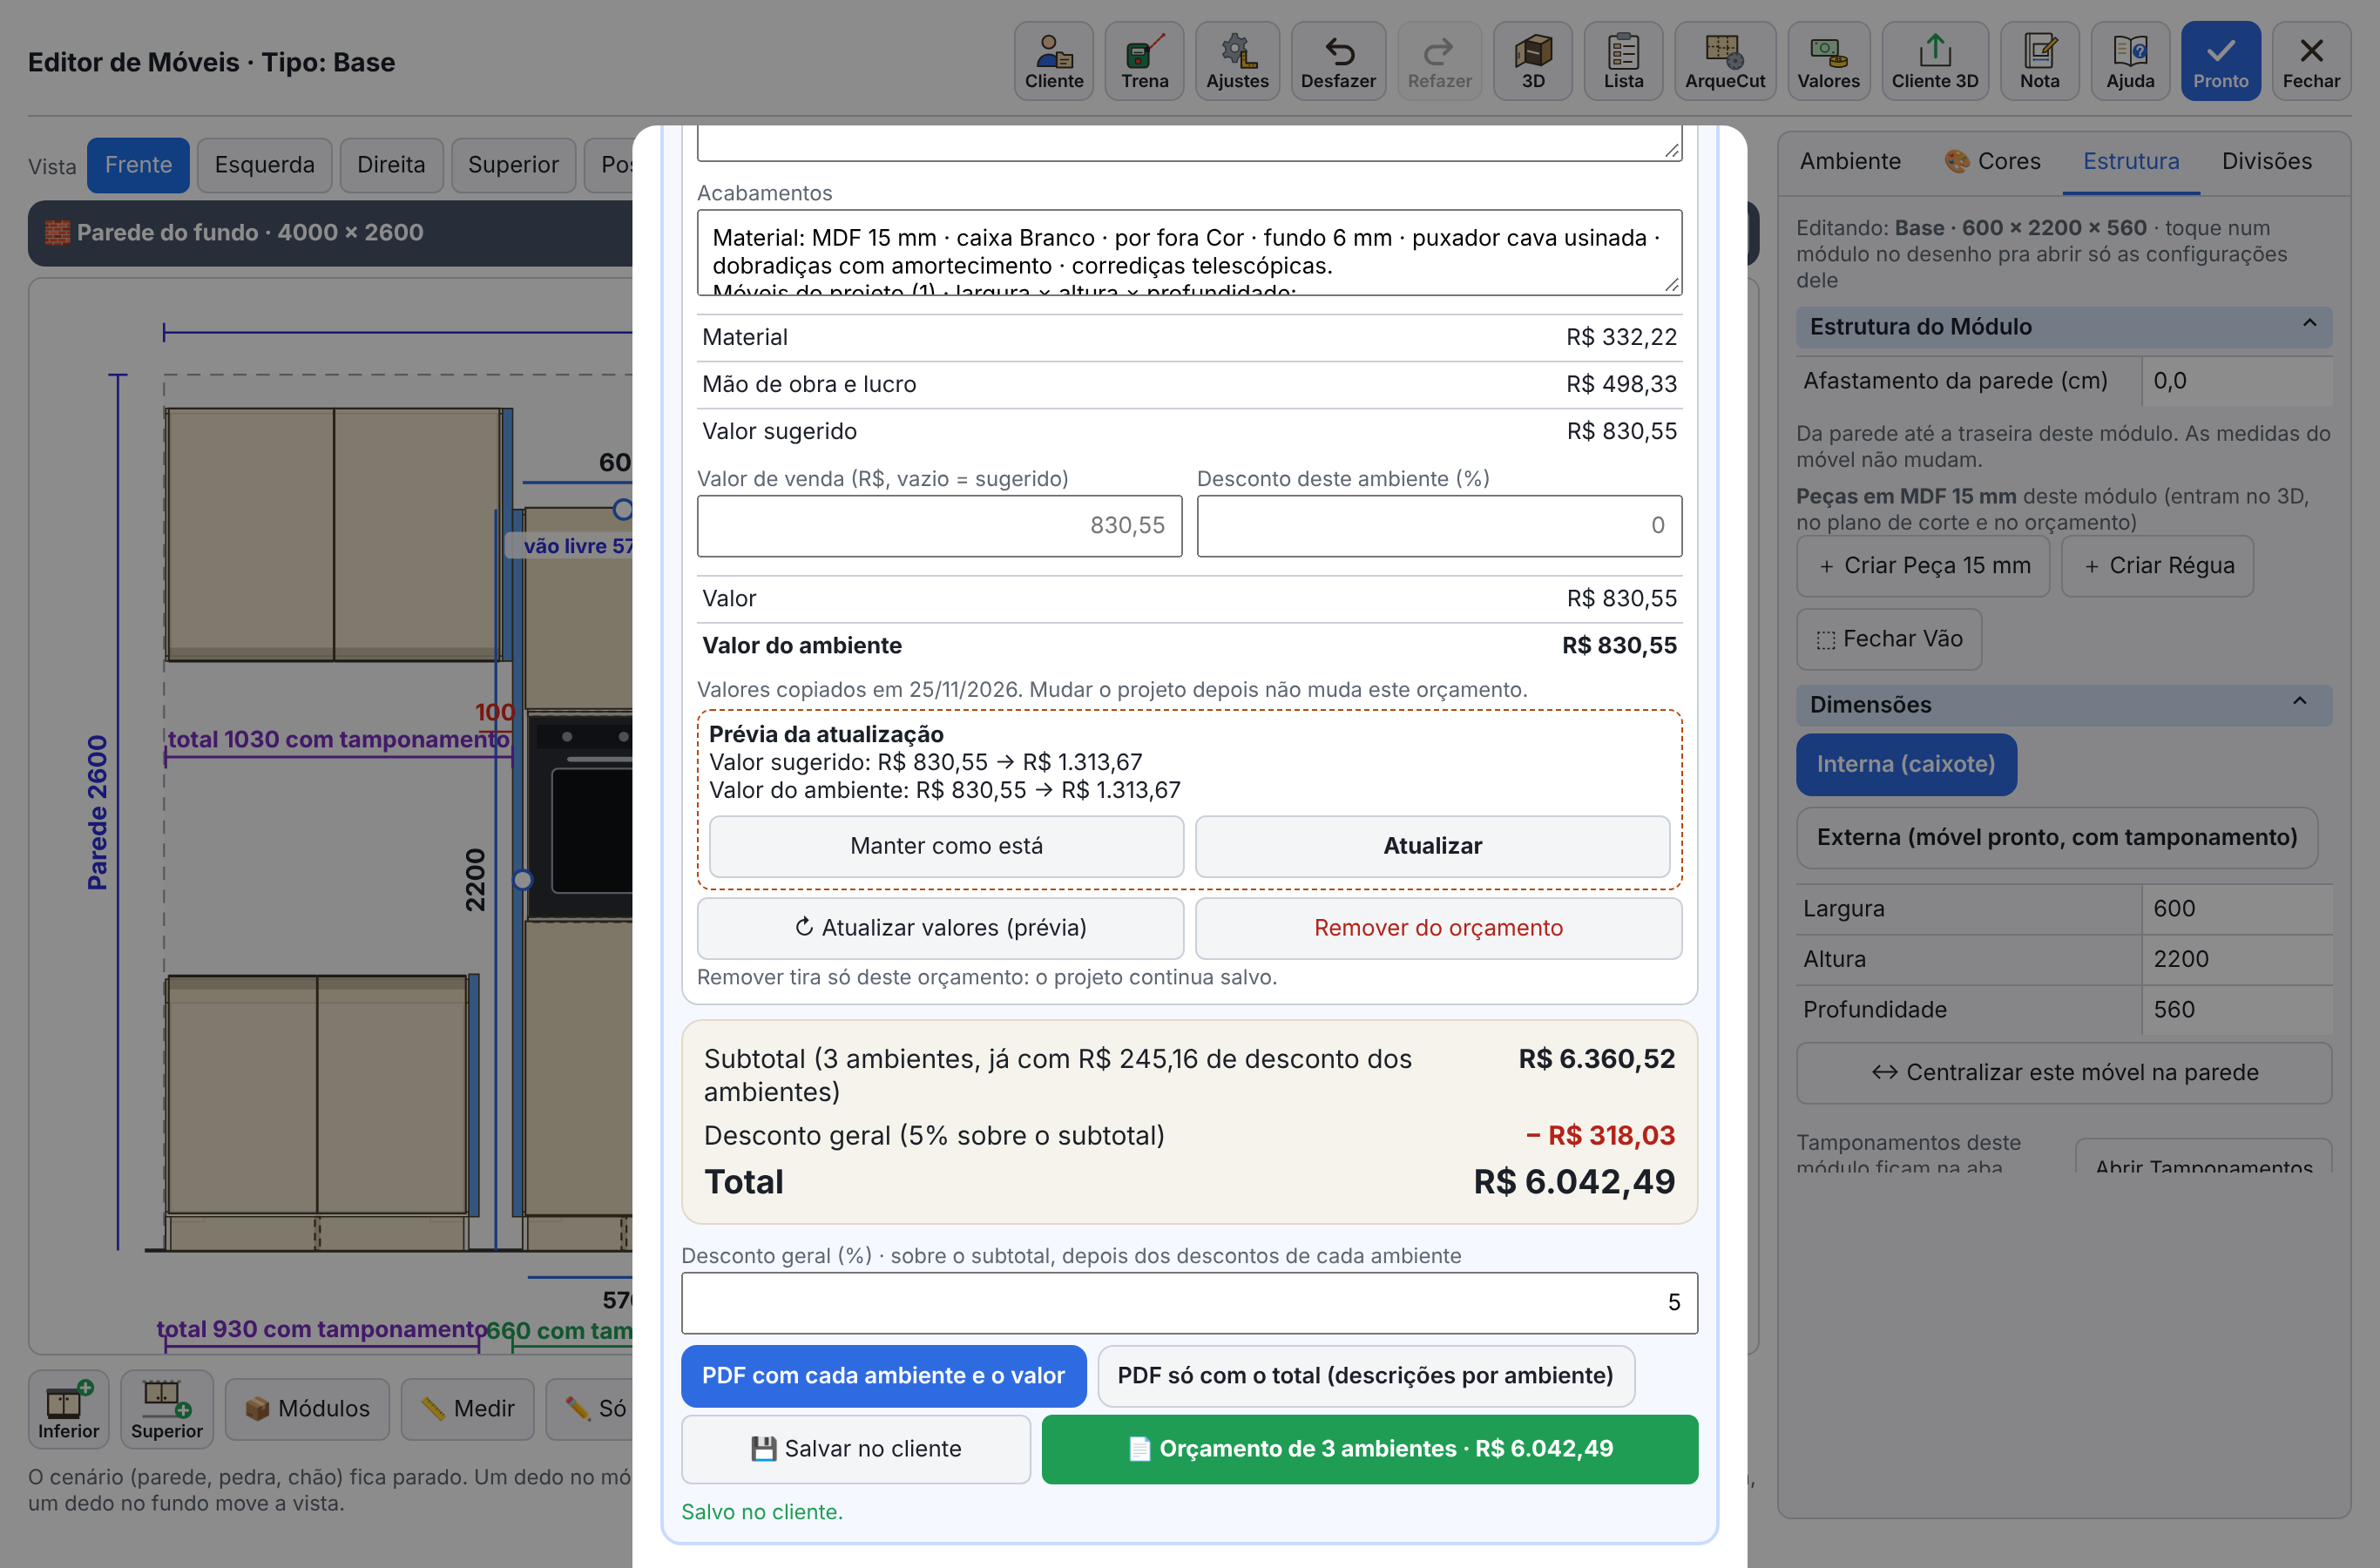 Editor de Móveis · Tipo: Base
Cliente
Trena
Ajustes
Desfazer
Refazer
3D
Lista
ArqueCut
Valores
Cliente 3D
Nota
Ajuda
Pronto
Fechar
Vista
Frente
Esquerda
Direita
Superior
Parede do fundo · 4000 × 2600
vão livre
100
total 1030 com tamponamento
Parede 2600
2200
total 930 com tamponamento
660 com
Inferior
Superior
Módulos
Medir
Só
O cenário (parede, pedra, chão) fica parado. Um dedo no
um dedo no fundo move a vista.
Acabamentos
Material: MDF 15 mm · caixa Branco · por fora Cor · fundo 6 mm · puxador cava usinada ·
dobradiças com amortecimento · corrediças telescópicas.
Móveis do projeto (1) · largura × altura × profundidade:
Material R$ 332,22
Mão de obra e lucro R$ 498,33
Valor sugerido R$ 830,55
Valor de venda (R$, vazio = sugerido)
830,55
Desconto deste ambiente (%)
0
Valor R$ 830,55
Valor do ambiente R$ 830,55
Valores copiados em 25/11/2026. Mudar o projeto depois não muda este orçamento.
Prévia da atualização
Valor sugerido: R$ 830,55 → R$ 1.313,67
Valor do ambiente: R$ 830,55 → R$ 1.313,67
Manter como está
Atualizar
↻ Atualizar valores (prévia)
Remover do orçamento
Remover tira só deste orçamento: o projeto continua salvo.
Subtotal (3 ambientes, já com R$ 245,16 de desconto dos R$ 6.360,52
ambientes)
Desconto geral (5% sobre o subtotal) − R$ 318,03
Total R$ 6.042,49
Desconto geral (%) · sobre o subtotal, depois dos descontos de cada ambiente
5
PDF com cada ambiente e o valor
PDF só com o total (descrições por ambiente)
Salvar no cliente
Orçamento de 3 ambientes · R$ 6.042,49
Salvo no cliente.
Ambiente
Cores
Estrutura
Divisões
Editando: Base · 600 × 2200 × 560 · toque num
módulo no desenho pra abrir só as configurações
dele
Estrutura do Módulo
Afastamento da parede (cm) 0,0
Da parede até a traseira deste módulo. As medidas do
móvel não mudam.
Peças em MDF 15 mm deste módulo (entram no 3D,
no plano de corte e no orçamento)
+ Criar Peça 15 mm
+ Criar Régua
Fechar Vão
Dimensões
Interna (caixote)
Externa (móvel pronto, com tamponamento)
Largura 600
Altura 2200
Profundidade 560
↔ Centralizar este móvel na parede
Tamponamentos deste
módulo ficam na aba
Abrir Tamponamentos